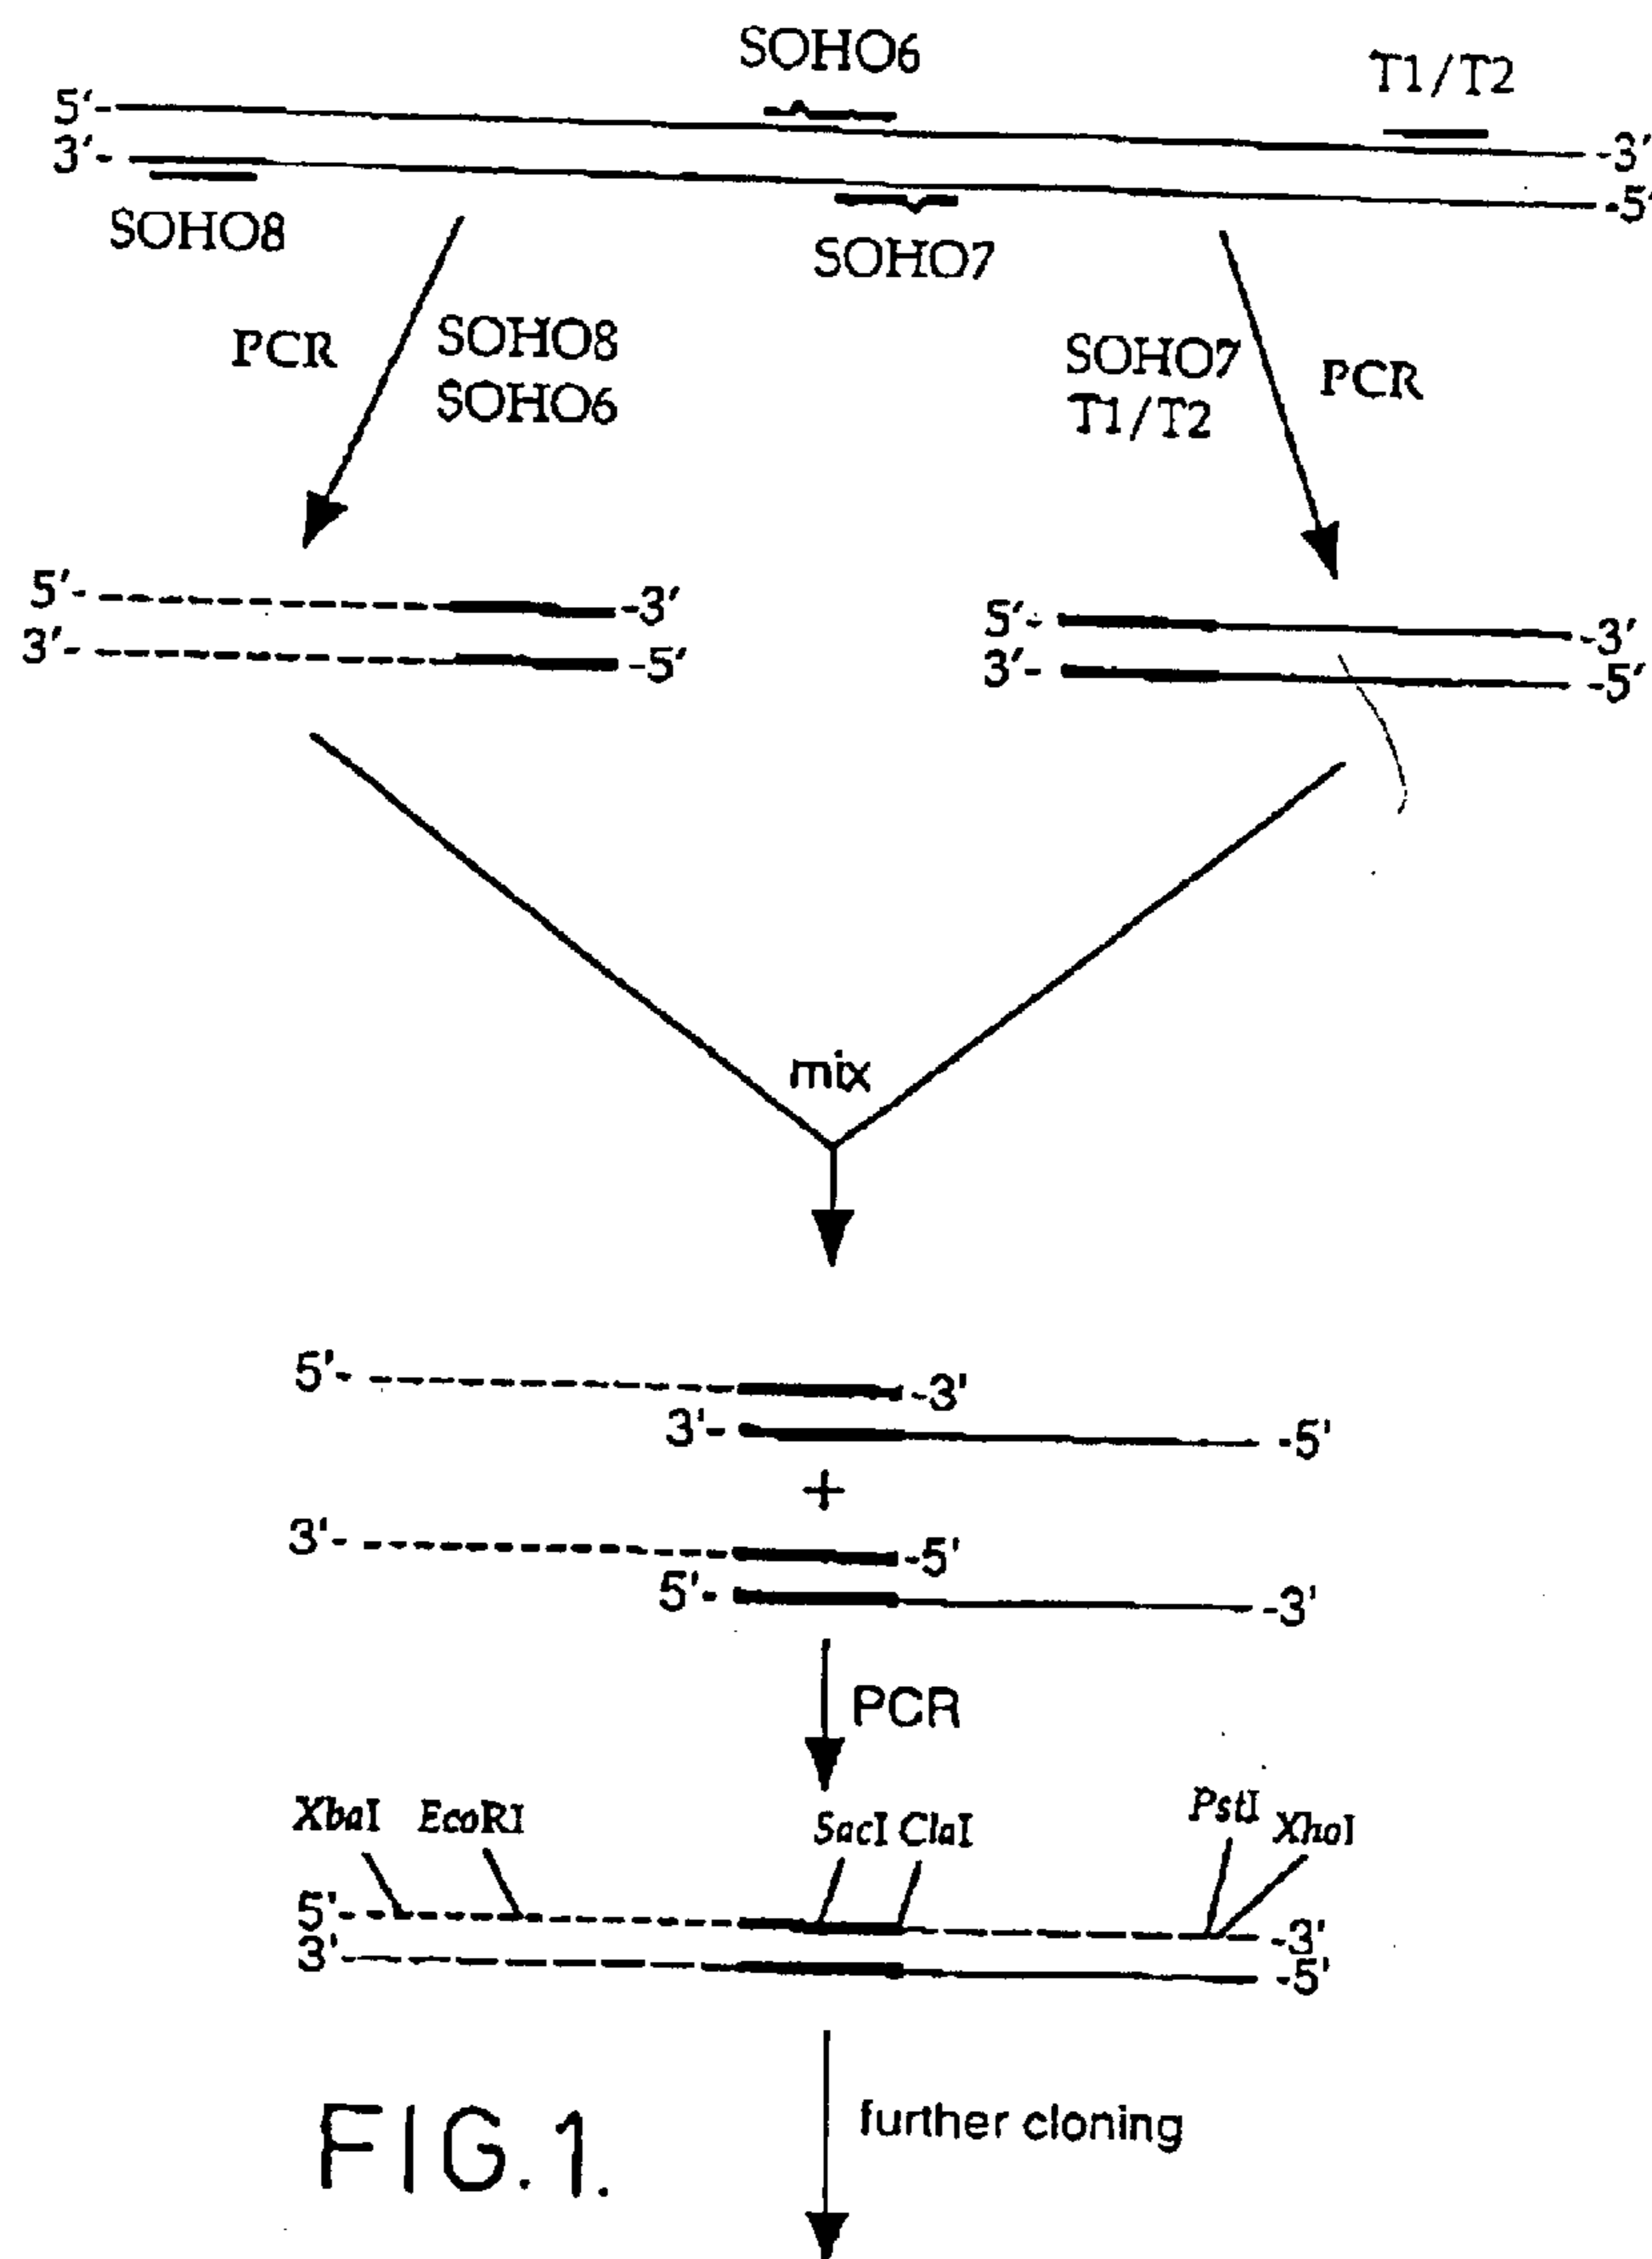 SOHO6
T1/T2
5'- -3'
3'- -5'
SOHO8
SOHO7
PCR
SOHO8
SOHO6
SOHO7
T1/T2
PCR
5'- -3'
3'- -5'
5'- -3'
3'- -5'
mix
5'- -3'
3'- -5'
+
3'- -5'
5'- -3'
PCR
XbaI EcoRI SacI ClaI PstI XhoI
5'- -3'
3'- -5'
further cloning
FIG.1.